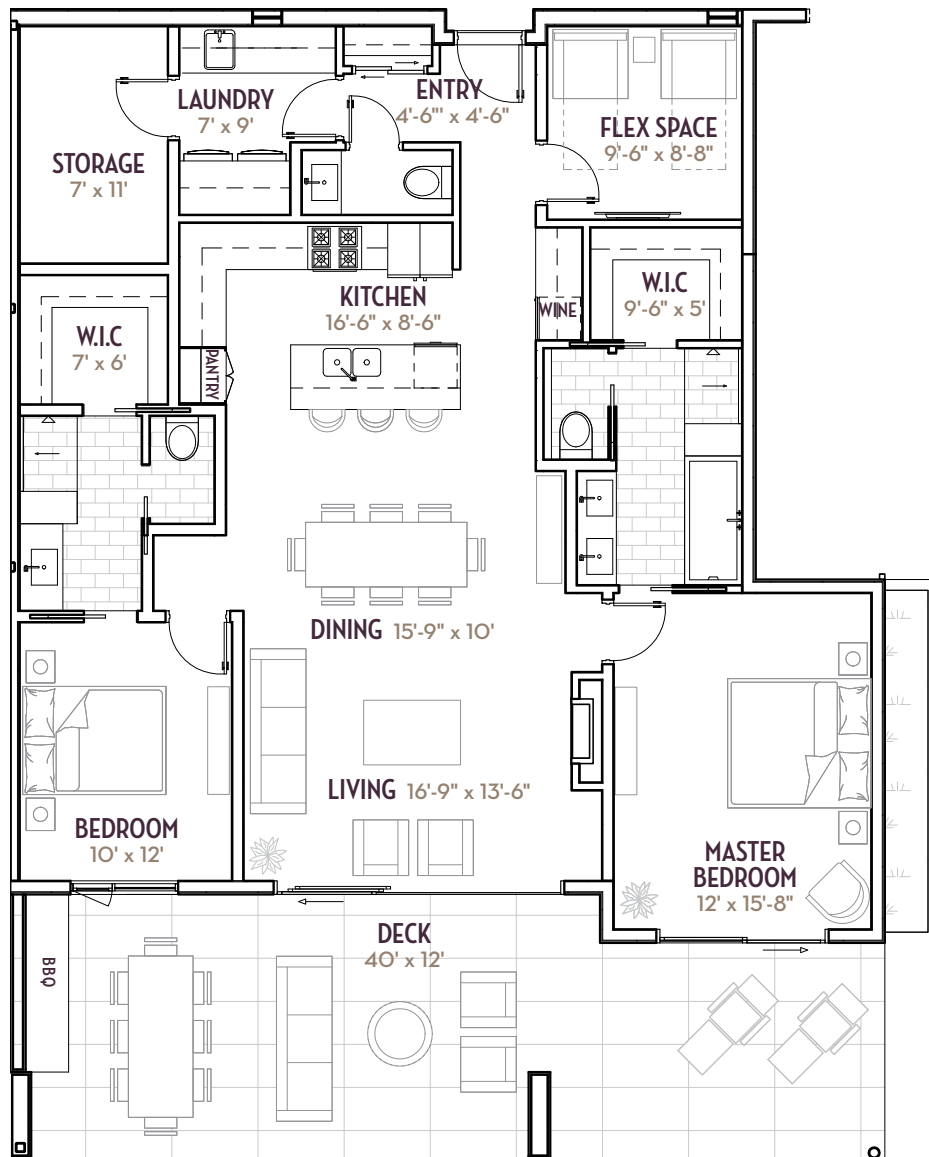 LAUNDRY
7' x 9'
ENTRY
4'-6"' x 4'-6"
FLEX SPACE
9'-6" x 8'-8"
STORAGE
7' x 11'
KITCHEN
16'-6" x 8'-6"
WINE
W.I.C
9'-6" x 5'
W.I.C
7' x 6'
PANTRY
DINING 15'-9" x 10'
LIVING 16'-9" x 13'-6"
BEDROOM
10' x 12'
MASTER
BEDROOM
12' x 15'-8"
DECK
40' x 12'
BBQ